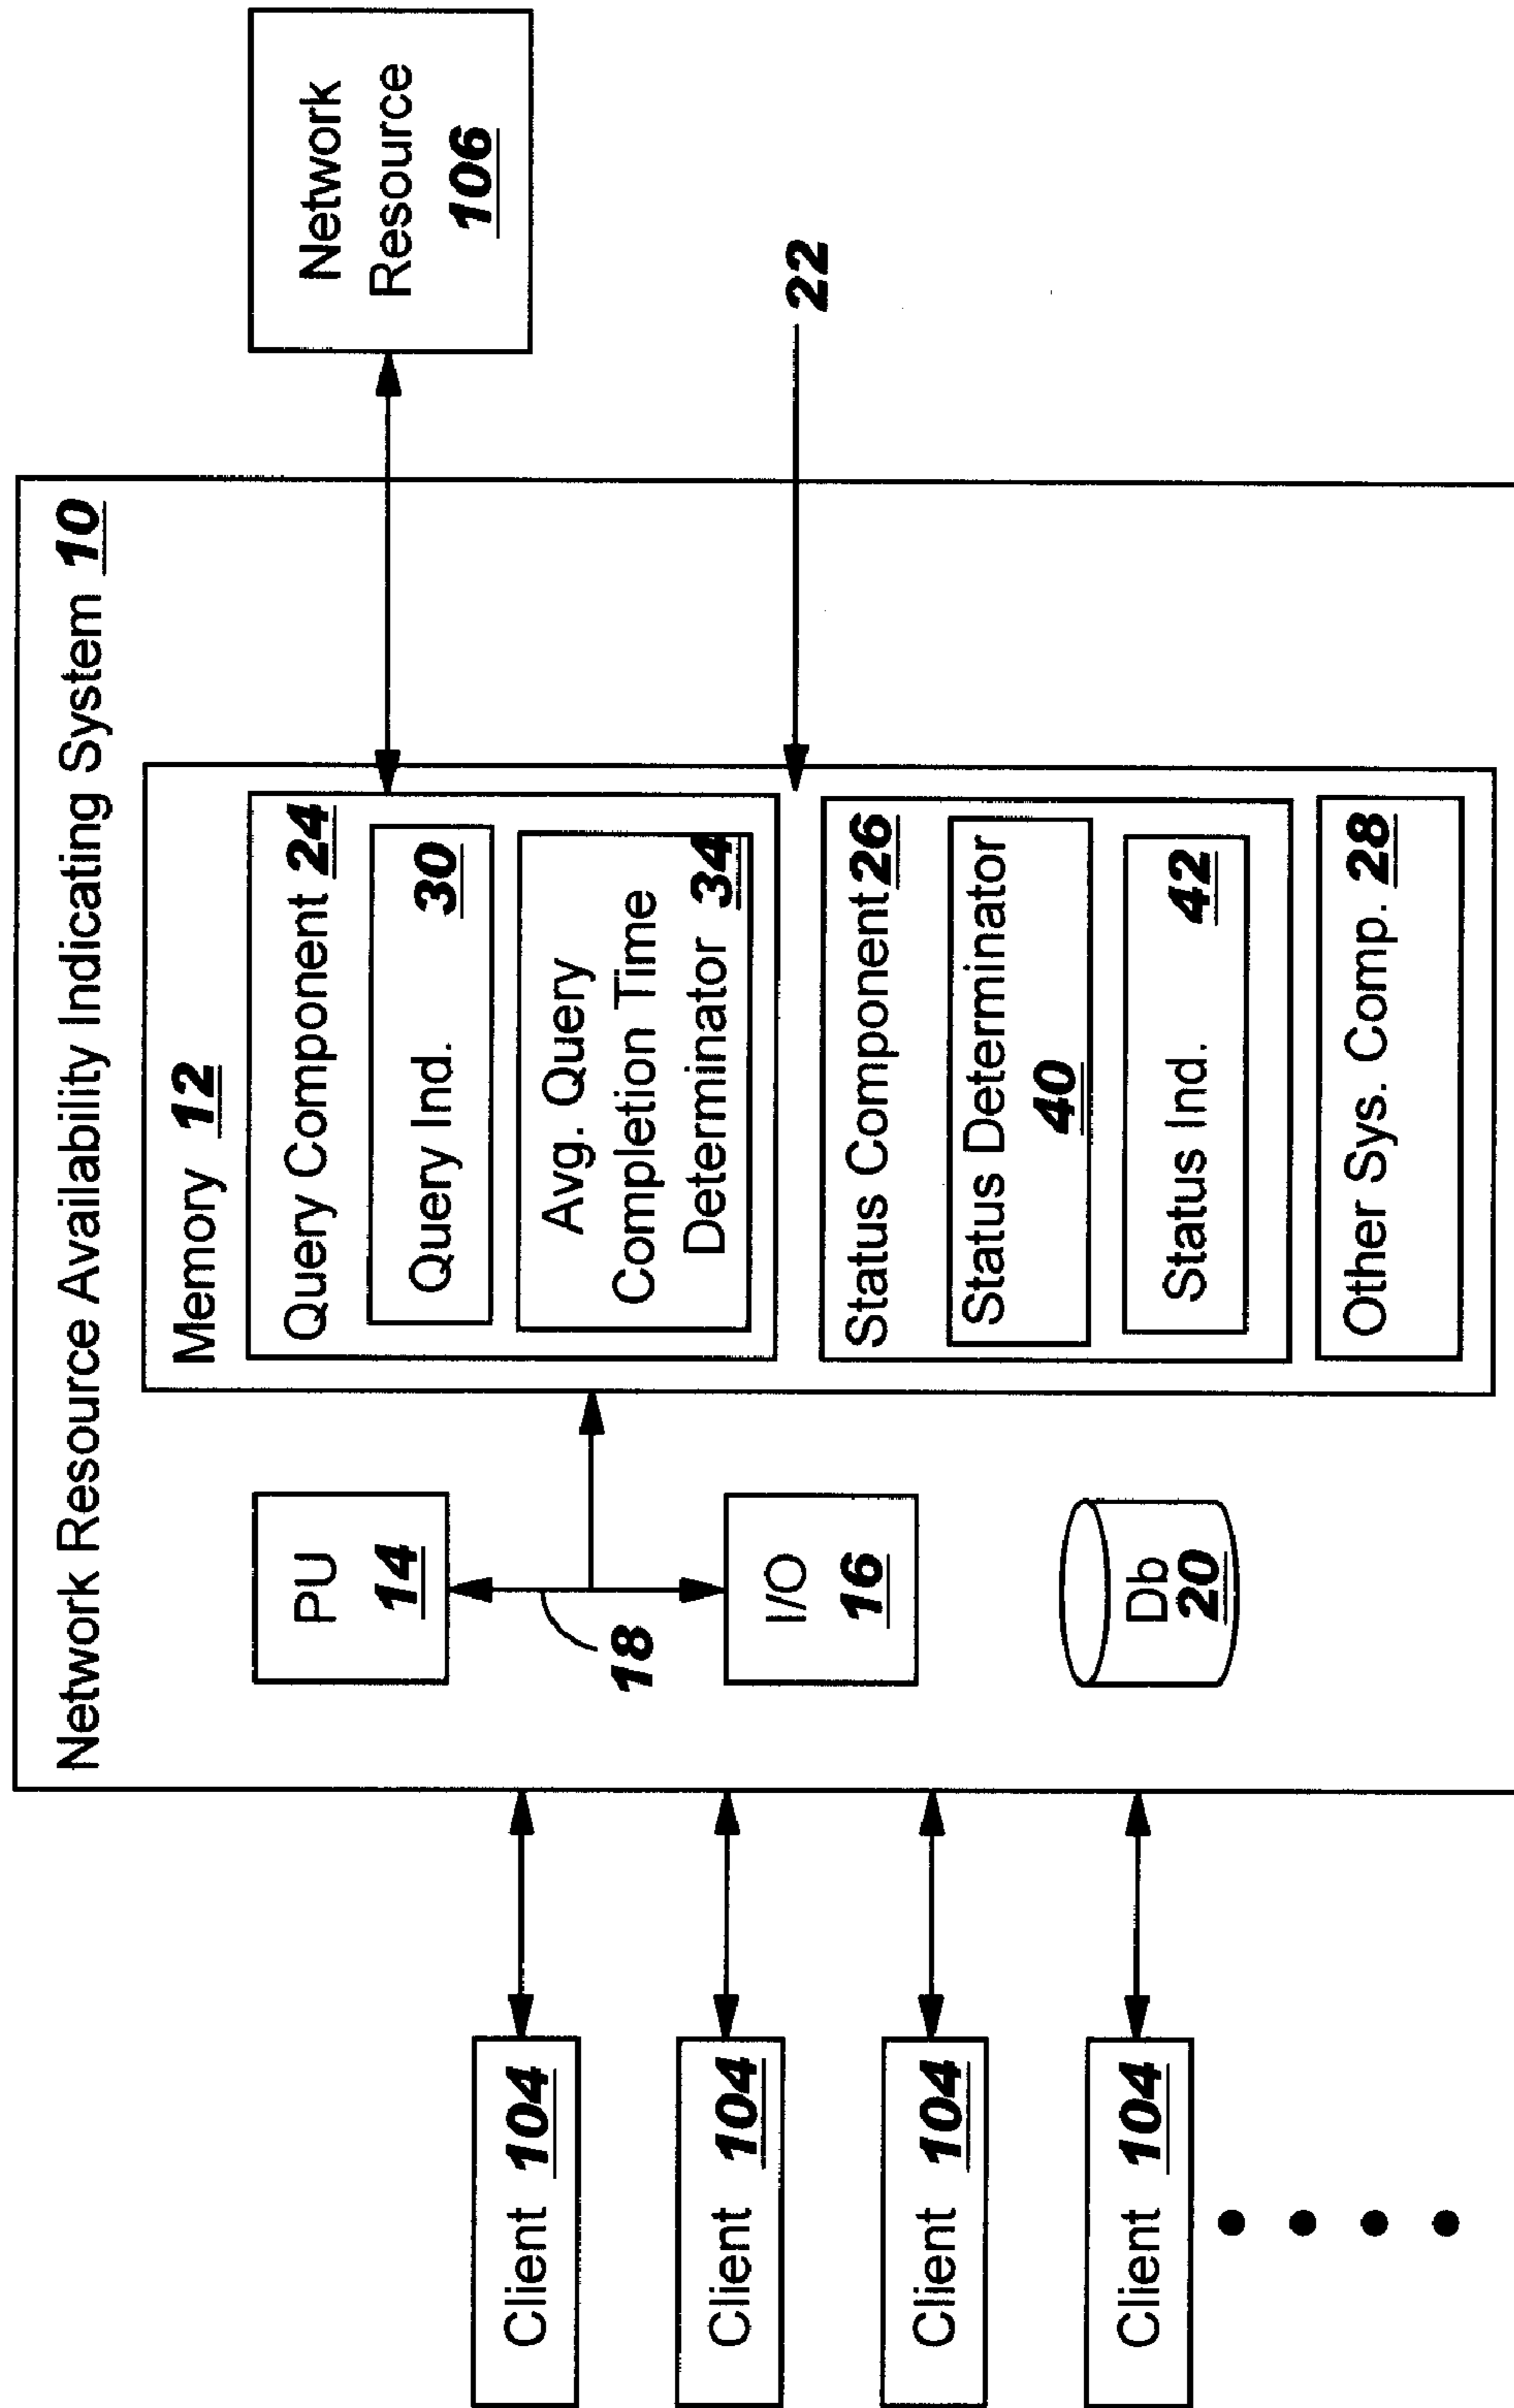 Network Resource Availability Indicating System 10
Memory 12
Query Component 24
Query Ind. 30
Avg. Query
Completion Time
Determinator 34
Status Component 26
Status Determinator
40
Status Ind. 42
Other Sys. Comp. 28
PU
14
18
I/O
16
Db
20
Client 104
Client 104
Client 104
Client 104
Network
Resource
106
22